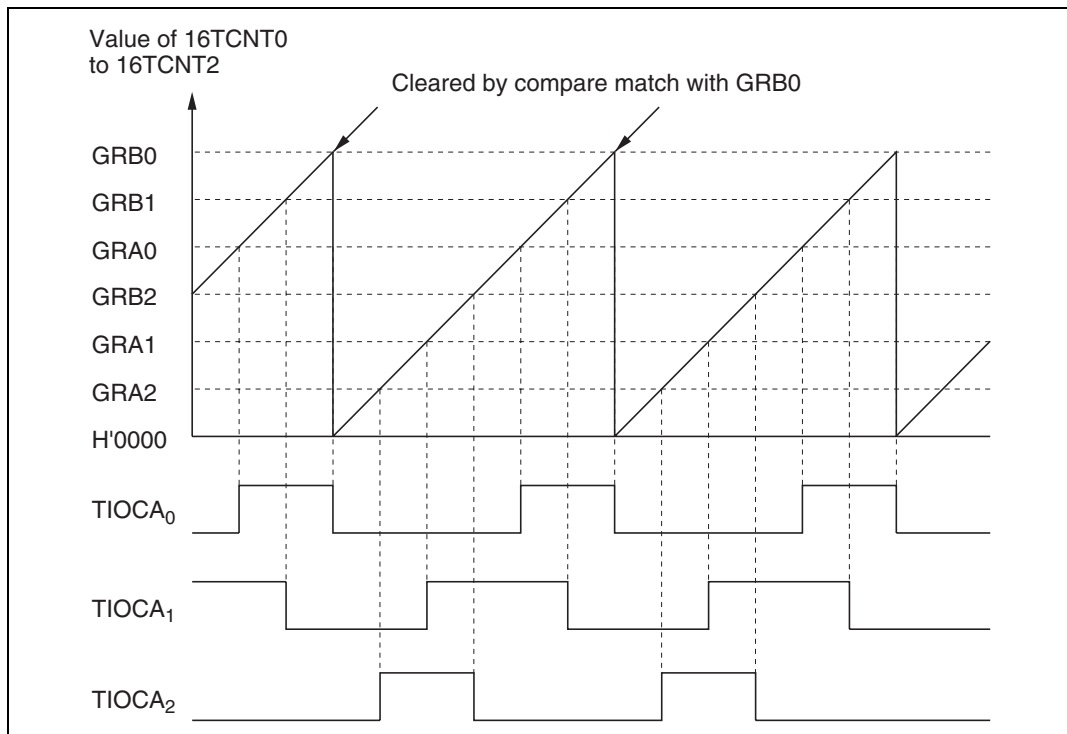 Value of 16TCNT0
to 16TCNT2
Cleared by compare match with GRB0
GRB0
GRB1
GRA0
GRB2
GRA1
GRA2
H'0000
TIOCA0
TIOCA1
TIOCA2